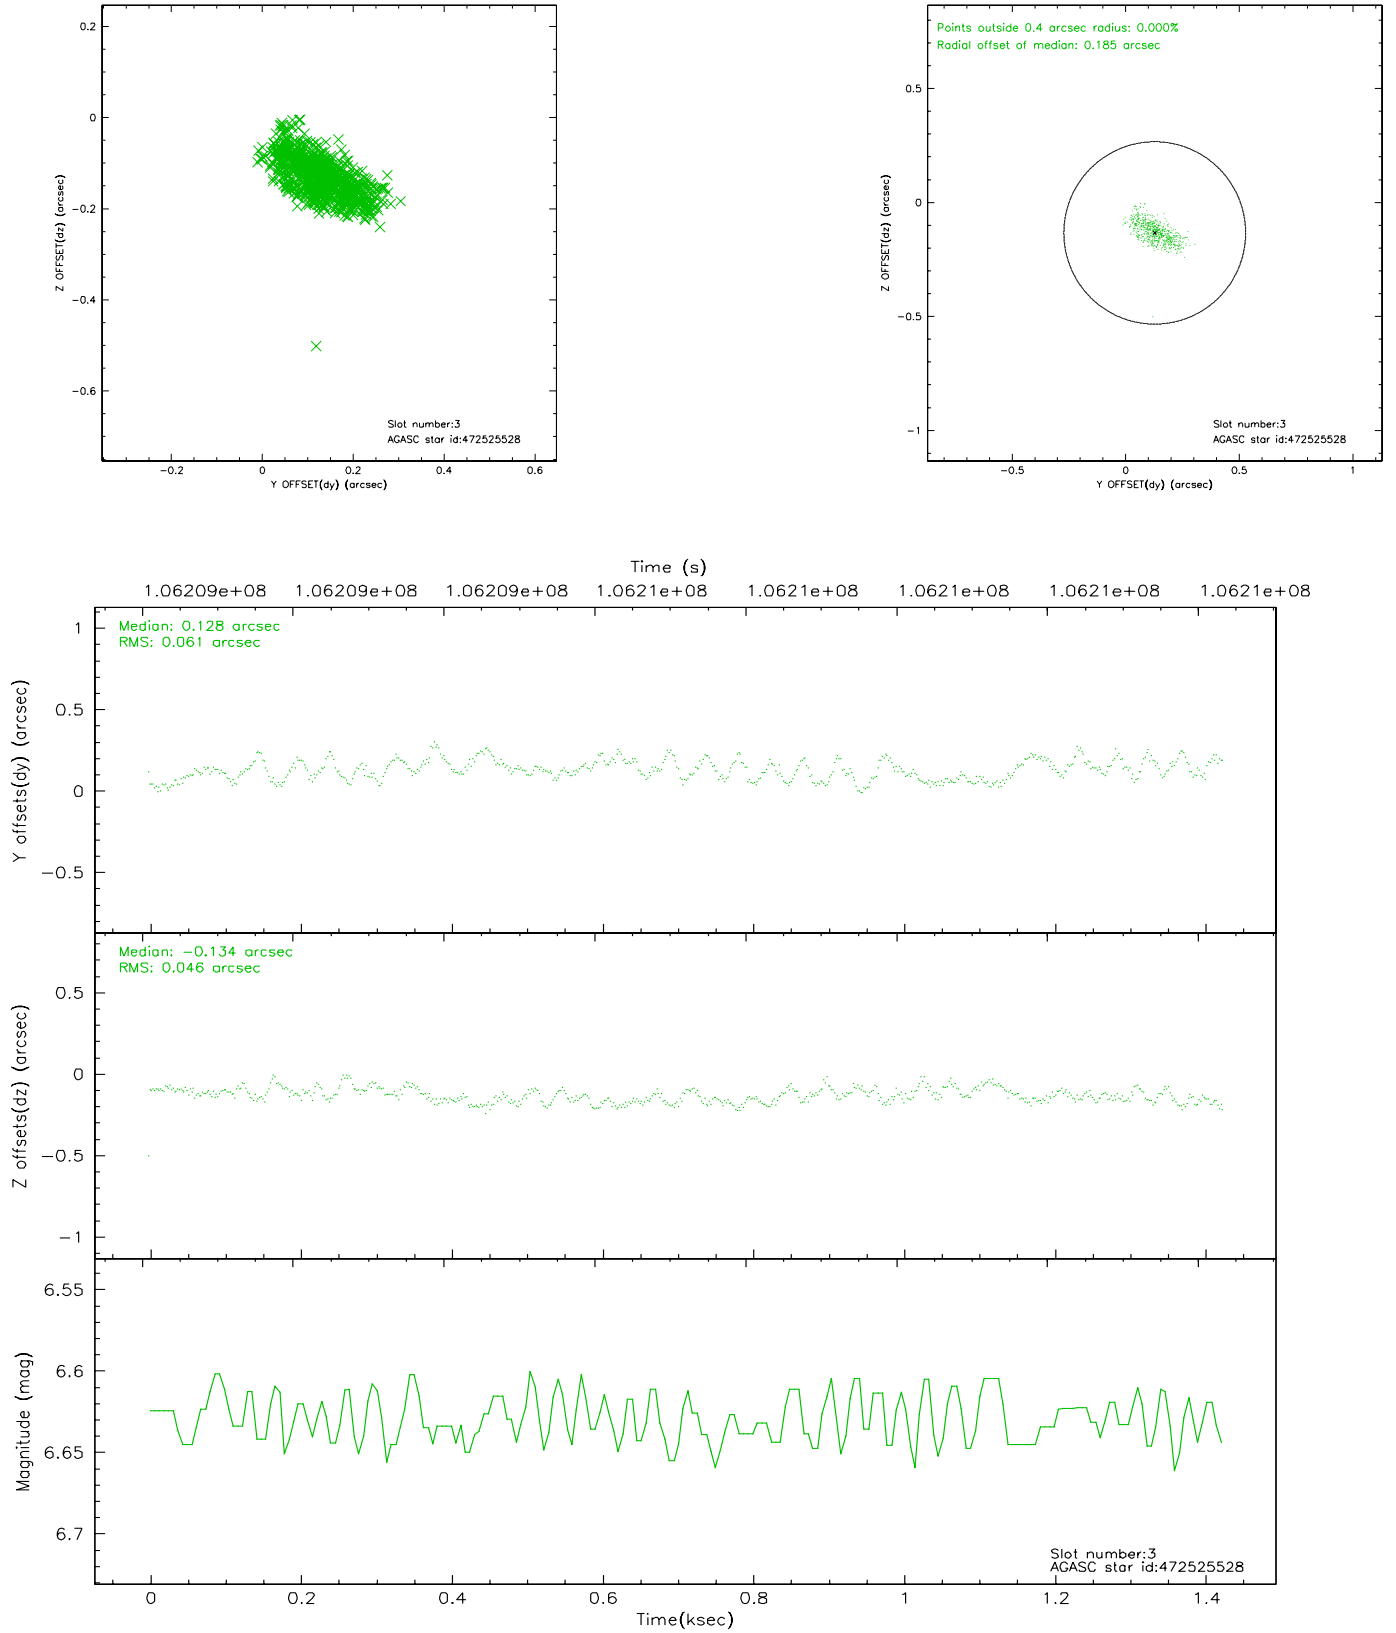 0.2
0
−0.2
−0.4
−0.6
Z OFFSET(dz) (arcsec)
Slot number:3
AGASC star id:472525528
−0.2
0
0.2
0.4
0.6
Y OFFSET(dy) (arcsec)
Points outside 0.4 arcsec radius: 0.000%
Radial offset of median: 0.185 arcsec
0.5
0
−0.5
−1
Z OFFSET(dz) (arcsec)
Slot number:3
AGASC star id:472525528
−0.5
0
0.5
1
Y OFFSET(dy) (arcsec)
Time (s)
1.06209e+08
1.06209e+08
1.06209e+08
1.0621e+08
1.0621e+08
1.0621e+08
1.0621e+08
1.0621e+08
Median: 0.128 arcsec
RMS: 0.061 arcsec
1
0.5
0
−0.5
Y offsets(dy) (arcsec)
Median: −0.134 arcsec
RMS: 0.046 arcsec
0.5
0
−0.5
−1
Z offsets(dz) (arcsec)
6.55
6.6
6.65
6.7
Magnitude (mag)
Slot number:3
AGASC star id:472525528
0
0.2
0.4
0.6
0.8
1
1.2
1.4
Time(ksec)